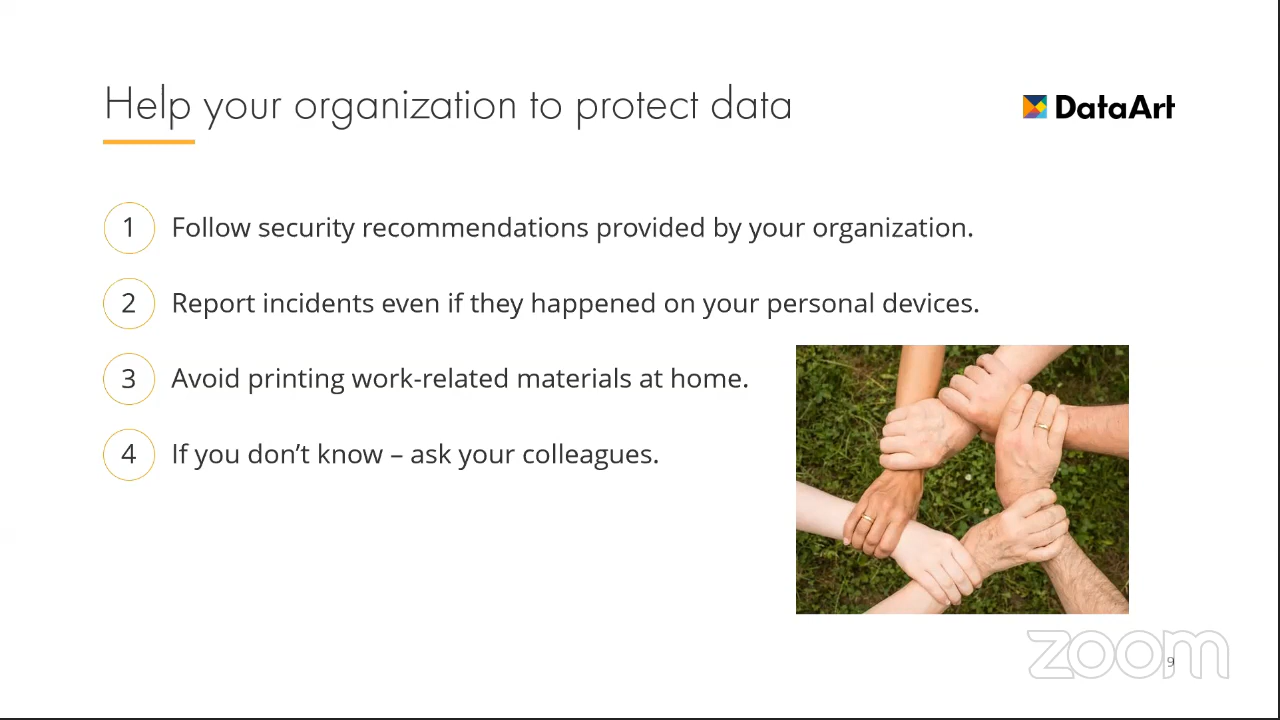 Help your organization to protect data
DataArt
1 Follow security recommendations provided by your organization.
2 Report incidents even if they happened on your personal devices.
3 Avoid printing work-related materials at home.
4 If you don’t know – ask your colleagues.
zoom
9